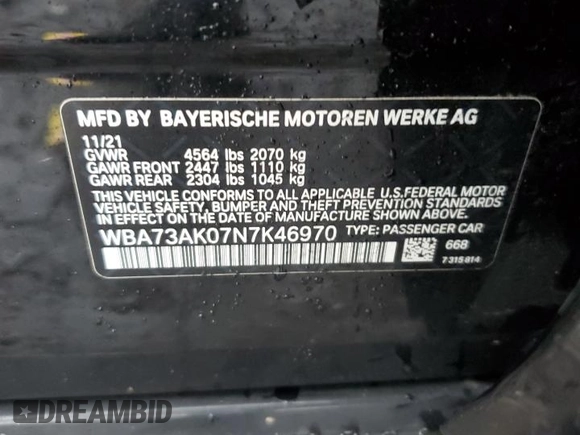 MFD BY BAYERISCHE MOTOREN WERKE AG
11/21
GVWR 4564 lbs 2070 kg
GAWR FRONT 2447 lbs 1110 kg
GAWR REAR 2304 lbs 1045 kg
THIS VEHICLE CONFORMS TO ALL APPLICABLE U.S.FEDERAL MOTOR
VEHICLE SAFETY, BUMPER AND THEFT PREVENTION STANDARDS
IN EFFECT ON THE DATE OF MANUFACTURE SHOWN ABOVE.
WBA73AK07N7K46970 TYPE: PASSENGER CAR
668
7315814
DREAMBID